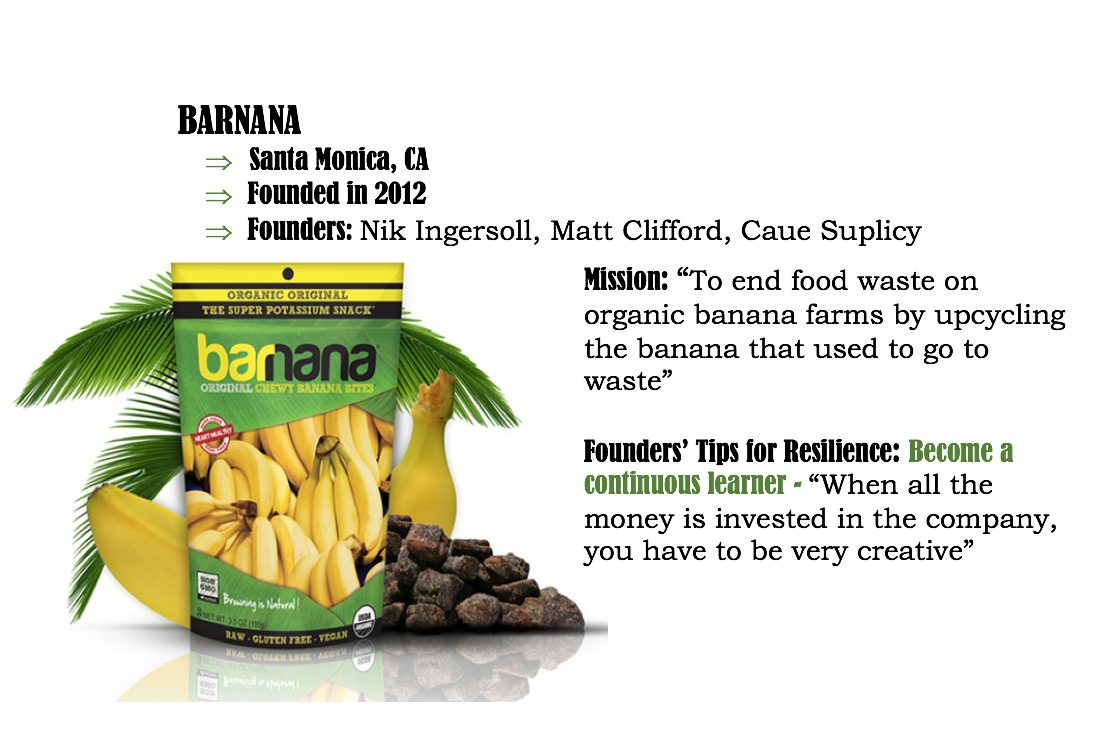 BARNANA
⇒ Santa Monica, CA
⇒ Founded in 2012
⇒ Founders: Nik Ingersoll, Matt Clifford, Caue Suplicy
Mission: “To end food waste on
organic banana farms by upcycling
the banana that used to go to
waste”
Founders’ Tips for Resilience: Become a
continuous learner - “When all the
money is invested in the company,
you have to be very creative”
ORGANIC ORIGINAL
THE SUPER POTASSIUM SNACK
barnana
ORIGINAL CHEWY BANANA BITES
HEART HEALTHY
NON
GMO
Browning is Natural!
NET WT. 3.5 OZ (100g)
USDA
ORGANIC
RAW - GLUTEN FREE - VEGAN